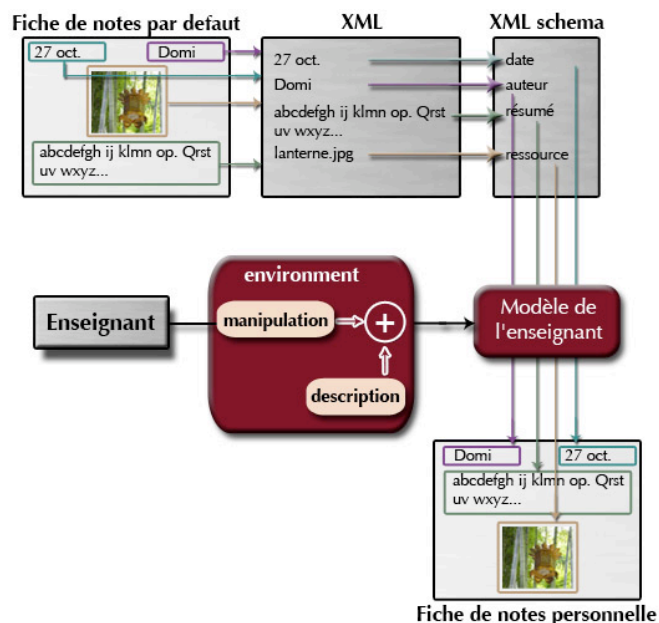 Fiche de notes par defaut
XML
XML schema
27 oct.
Domi
abcdefgh ij klmn op. Qrst
uv wxyz...
27 oct.
Domi
abcdefgh ij klmn op. Qrst
uv wxyz...
lanterne.jpg
date
auteur
résumé
ressource
Enseignant
environment
manipulation
+
description
Modèle de
l'enseignant
Domi
27 oct.
abcdefgh ij klmn op. Qrst
uv wxyz...
Fiche de notes personnelle